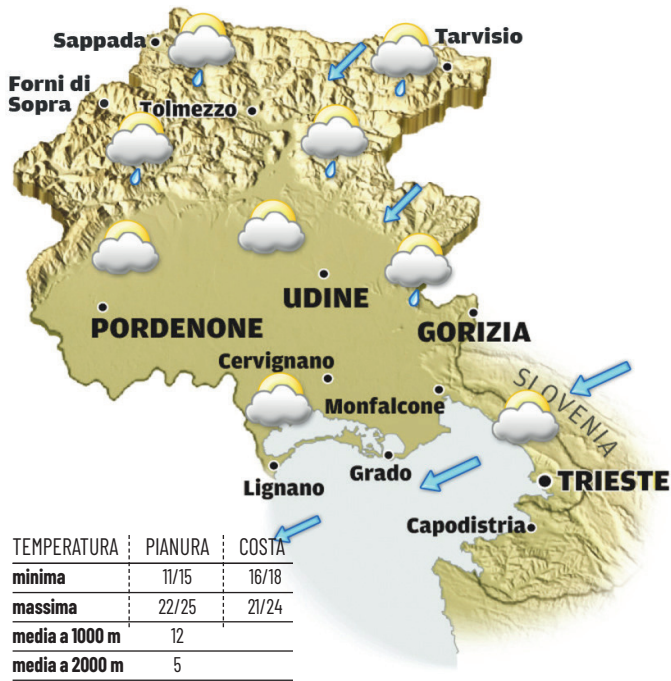 Sappada
Tarvisio
Forni di
Sopra
Tolmezzo
UDINE
PORDENONE
GORIZIA
Cervignano
SLOVENIA
Monfalcone
Grado
TRIESTE
Lignano
Capodistria
TEMPERATURA PIANURA COSTA
minima 11/15 16/18
massima 22/25 21/24
media a 1000 m 12
media a 2000 m 5